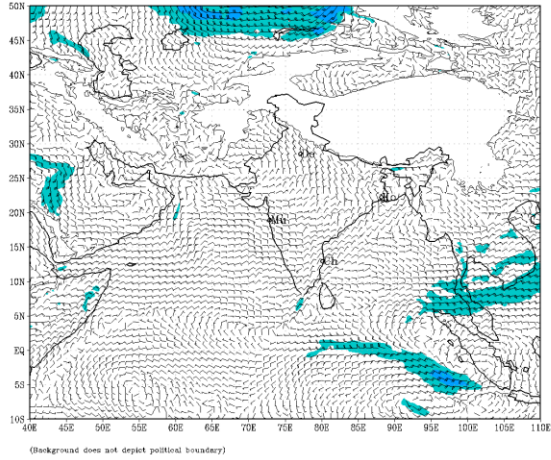 50N
45N
40N
35N
30N
25N
20N
15N
10N
5N
EQ
5S
10S
Mu
Ko
Ch
40E 45E 50E 55E 60E 65E 70E 75E 80E 85E 90E 95E 100E 105E 110E
(Background does not depict political boundary)